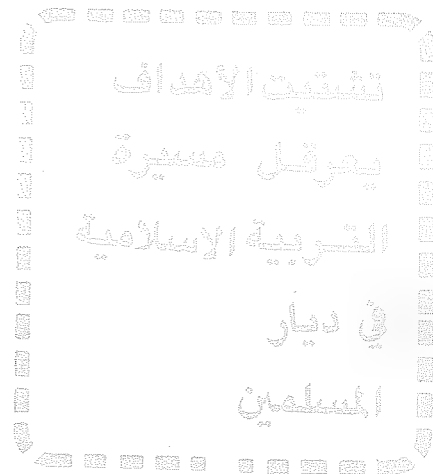 تشتيت الأهداف
يعرقل مسيرة
التربية الإسلامية
في ديار
المسلمين